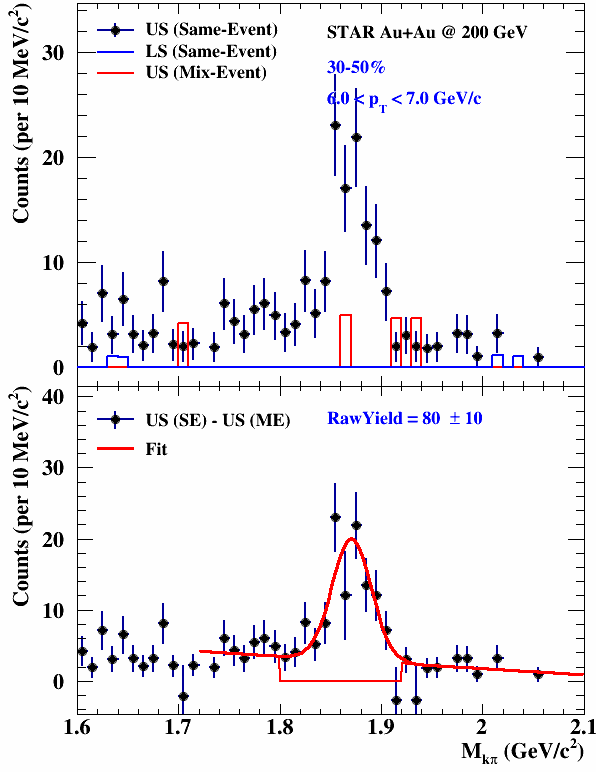 US (Same-Event)
LS (Same-Event)
US (Mix-Event)
STAR Au+Au @ 200 GeV
30-50%
6.0 < p_T < 7.0 GeV/c
Counts (per 10 MeV/c²)
30
20
10
0
US (SE) - US (ME)
Fit
RawYield = 80 ± 10
Counts (per 10 MeV/c²)
40
30
20
10
0
1.6 1.7 1.8 1.9 2 2.1
M_kπ (GeV/c²)